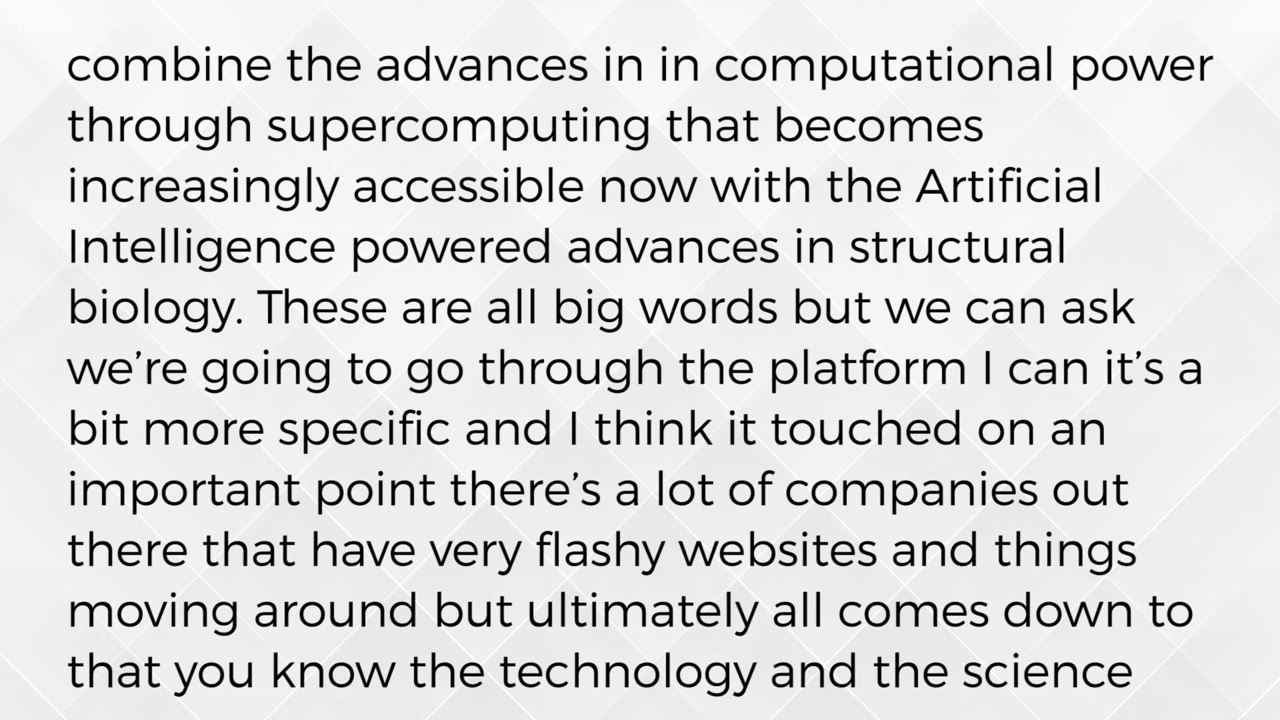 combine the advances in in computational power
through supercomputing that becomes
increasingly accessible now with the Artificial
Intelligence powered advances in structural
biology. These are all big words but we can ask
we’re going to go through the platform I can it’s a
bit more specific and I think it touched on an
important point there’s a lot of companies out
there that have very flashy websites and things
moving around but ultimately all comes down to
that you know the technology and the science